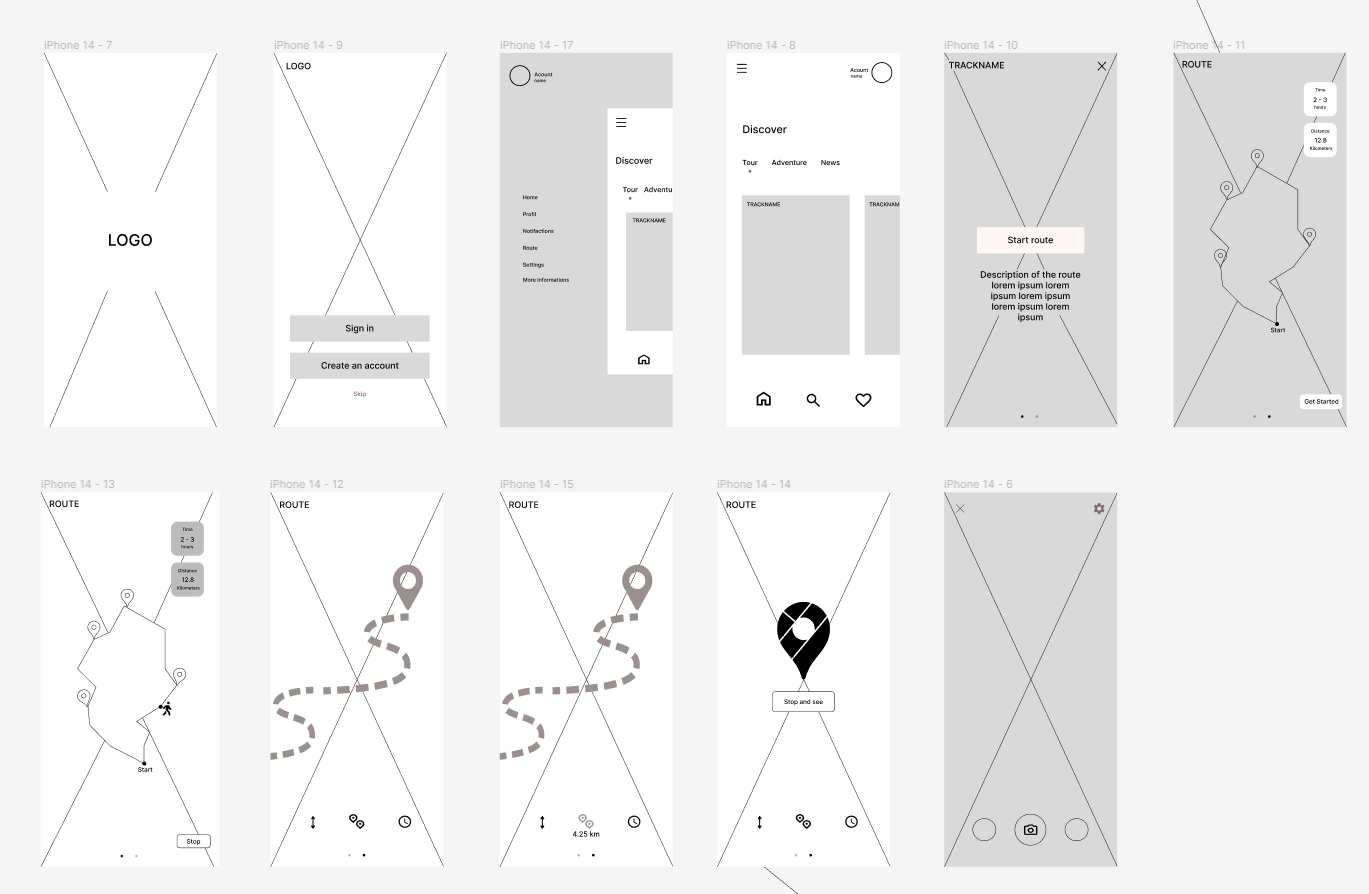 iPhone 14 - 7
LOGO
iPhone 14 - 9
LOGO
Sign in
Create an account
Skip
iPhone 14 - 17
Acount
name
Home
Profil
Notifactions
Route
Settings
More informations
Discover
Tour Adventu
TRACKNAME
iPhone 14 - 8
Acount
name
Discover
Tour Adventure News
TRACKNAME
TRACKNAM
iPhone 14 - 10
TRACKNAME
Start route
Description of the route
lorem ipsum lorem
ipsum lorem ipsum
lorem ipsum lorem
ipsum
iPhone 14 - 11
ROUTE
Time
2 - 3
hours
Distance
12.8
Kilometers
Start
Get Started
iPhone 14 - 13
ROUTE
Time
2 - 3
hours
Distance
12.8
Kilometers
Start
Stop
iPhone 14 - 12
ROUTE
iPhone 14 - 15
ROUTE
4.25 km
iPhone 14 - 14
ROUTE
Stop and see
iPhone 14 - 6